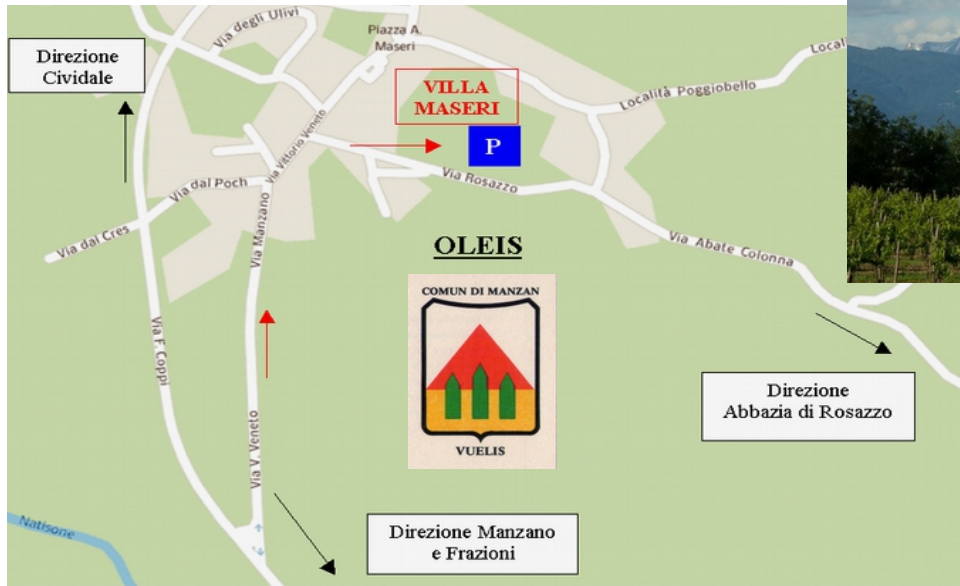 Via degli Ulivi
Piazza A.
Maseri
Direzione
Cividale
VILLA
MASERI
P
Local
Località Poggiobello
Via Vittorio Veneto
Via Rosazzo
Via dal Poch
Via dal Cres
Via Manzano
OLEIS
Via Abate Colonna
COMUN DI MANZAN
VUELIS
Via F. Coppi
Direzione
Abbazia di Rosazzo
Via V. Veneto
Natisone
Direzione Manzano
e Frazioni